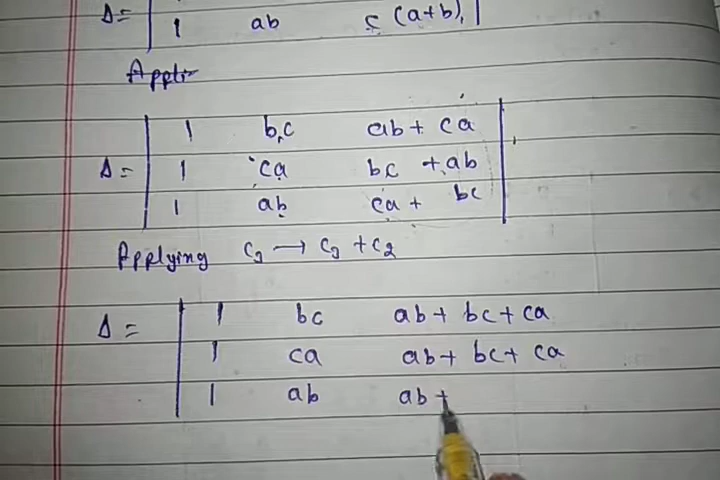 Δ = | 1 ab c (a+b) |
Δ = | 1 bc ab + ca |
1 ca bc + ab
1 ab ca + bc
Applying C3 → C3 + C2
Δ = | 1 bc ab + bc + ca
1 ca ab + bc + ca
1 ab ab +